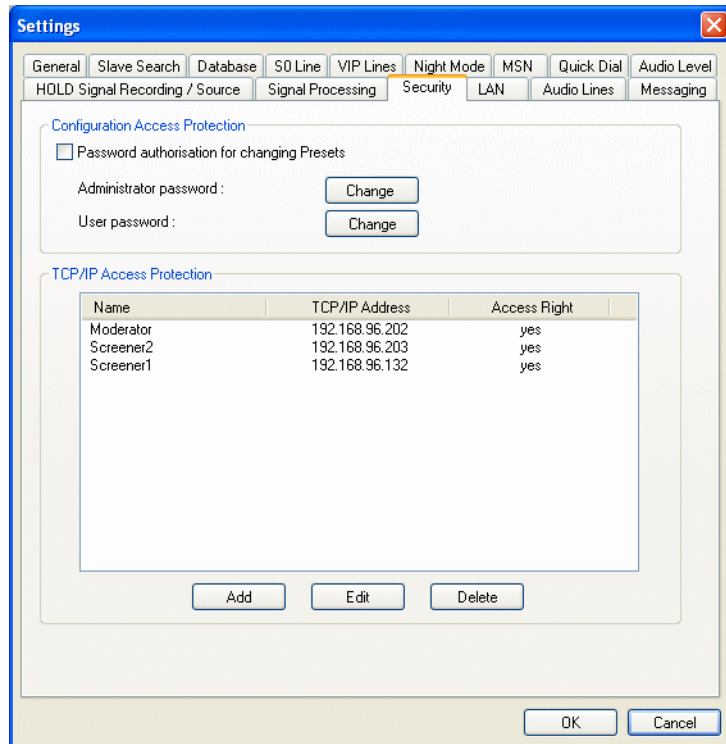 Settings
General Slave Search Database S0 Line VIP Lines Night Mode MSN Quick Dial Audio Level
HOLD Signal Recording / Source Signal Processing Security LAN Audio Lines Messaging
Configuration Access Protection
Password authorisation for changing Presets
Administrator password : Change
User password : Change
TCP/IP Access Protection
Name TCP/IP Address Access Right
Moderator 192.168.96.202 yes
Screener2 192.168.96.203 yes
Screener1 192.168.96.132 yes
Add Edit Delete
OK Cancel